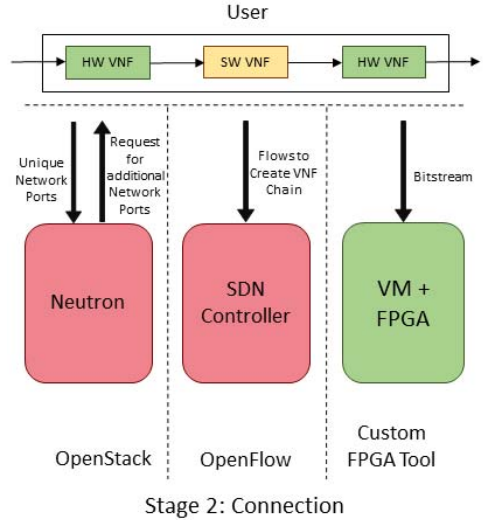 User
HW VNF
SW VNF
HW VNF
Unique
Network
Ports
Request
for
additional
Network
Ports
Flows to
Create VNF
Chain
Bitstream
Neutron
SDN
Controller
VM +
FPGA
OpenStack
OpenFlow
Custom
FPGA Tool
Stage 2: Connection